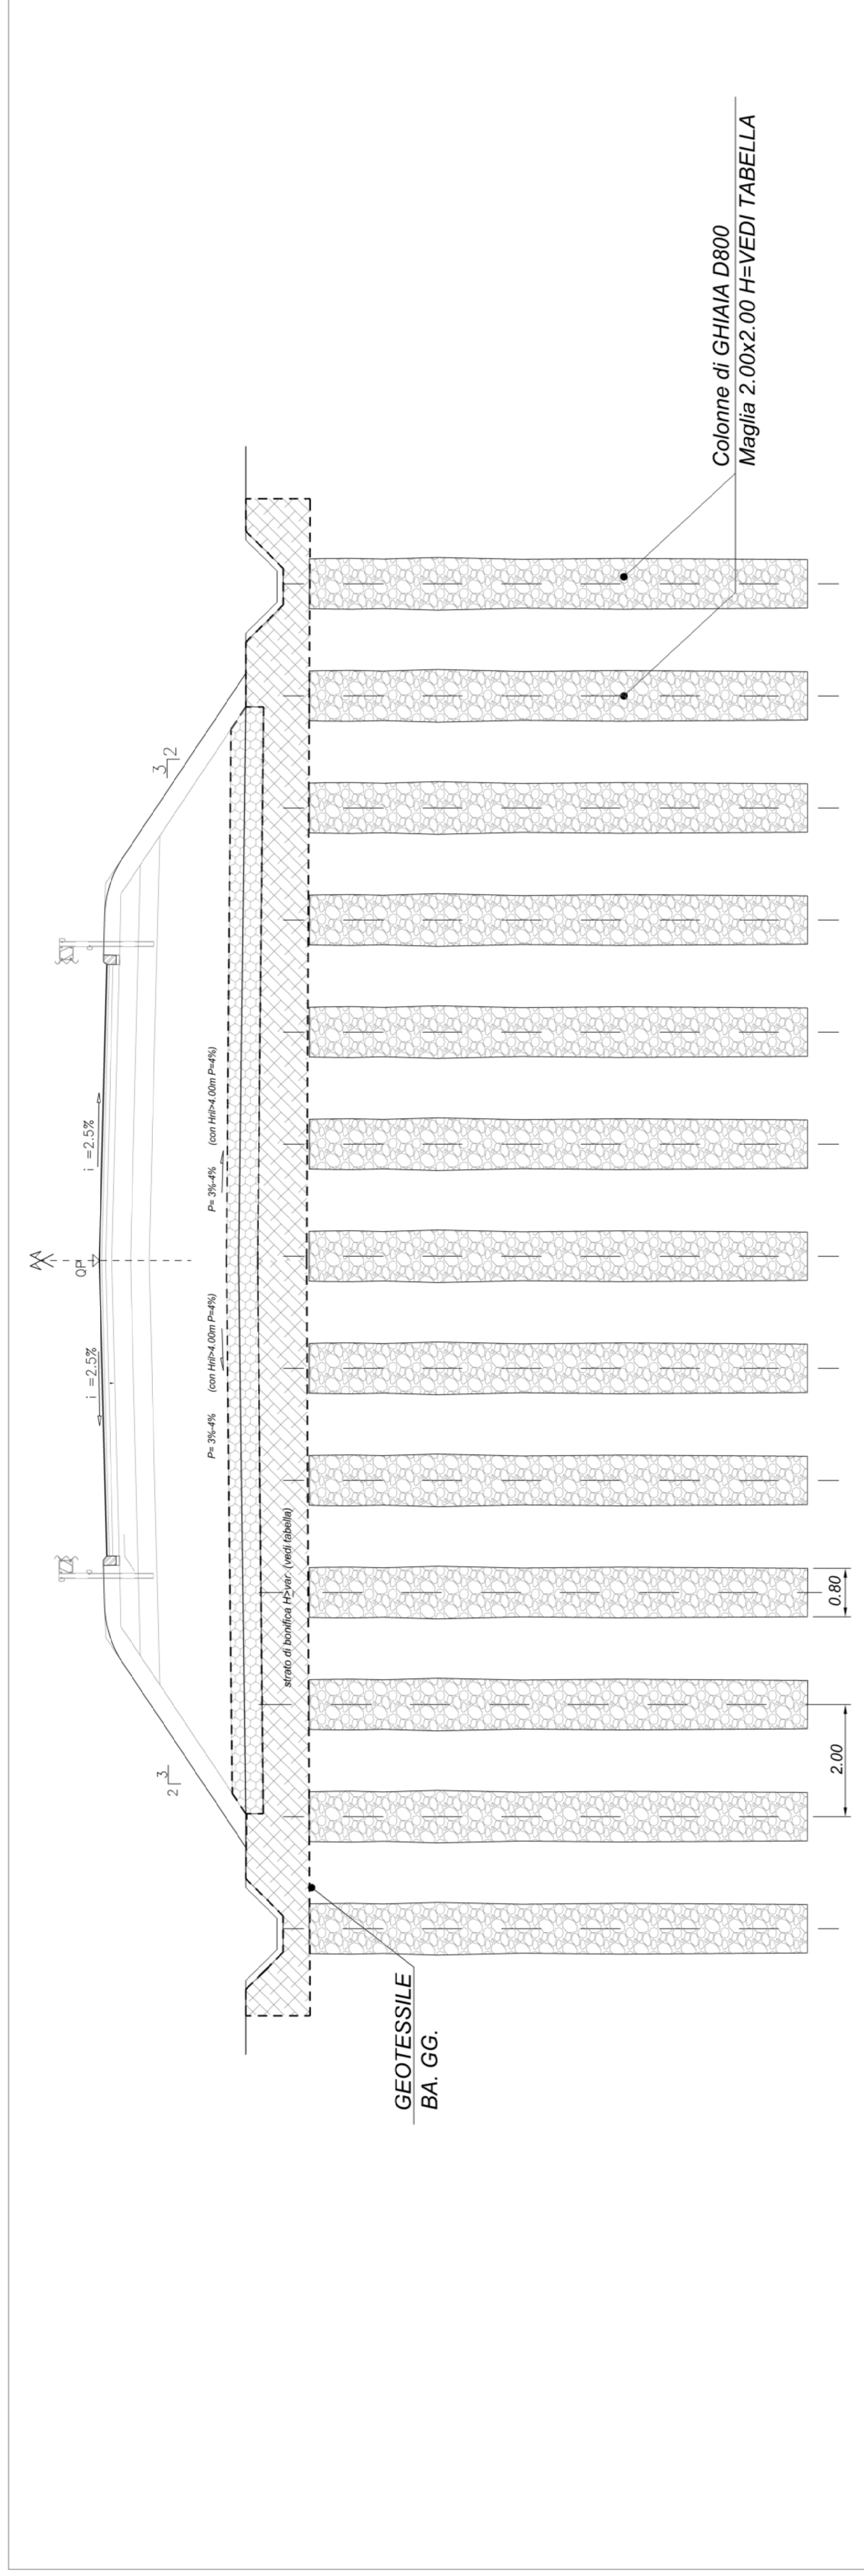 QP
i =2.5%
i =2.5%
3
2
3
2
P= 3%-4% (con Hril>4.00m P=4%)
P= 3%-4% (con Hril>4.00m P=4%)
strato di bonifica H>var. (vedi tabella)
GEOTESSILE
BA. GG.
Colonne di GHIAIA D800
Maglia 2.00x2.00 H=VEDI TABELLA
2.00
0.80